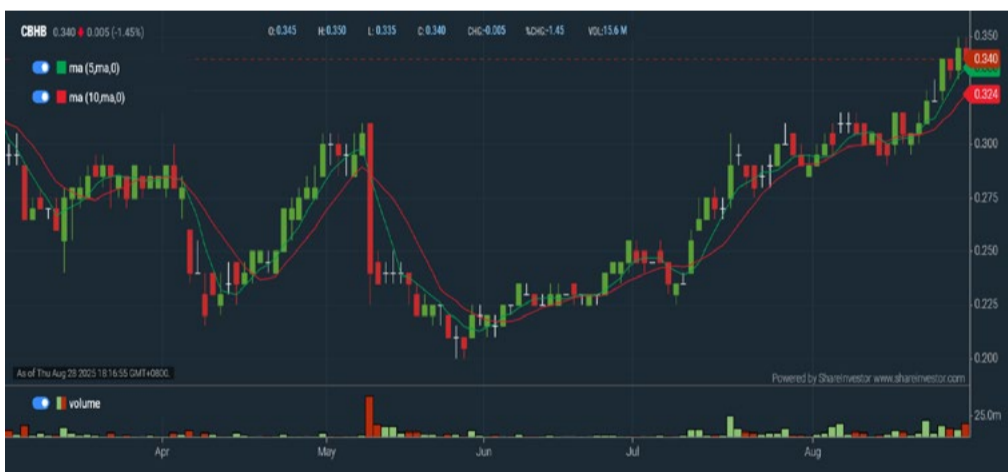 CBHB 0.340 0.005 (-1.45%) O:0.345 H:0.350 L:0.335 C:0.340 CHG:-0.005 %CHG:-1.45 VOL:15.6 M
ma (5,ma,0)
ma (10,ma,0)
0.350
0.340
0.324
0.300
0.275
0.250
0.225
0.200
As of Thu Aug 28 2025 18:16:55 GMT+0800.
Powered by Shareinvestor www.shareinvestor.com
volume
25.0m
Apr May Jun Jul Aug